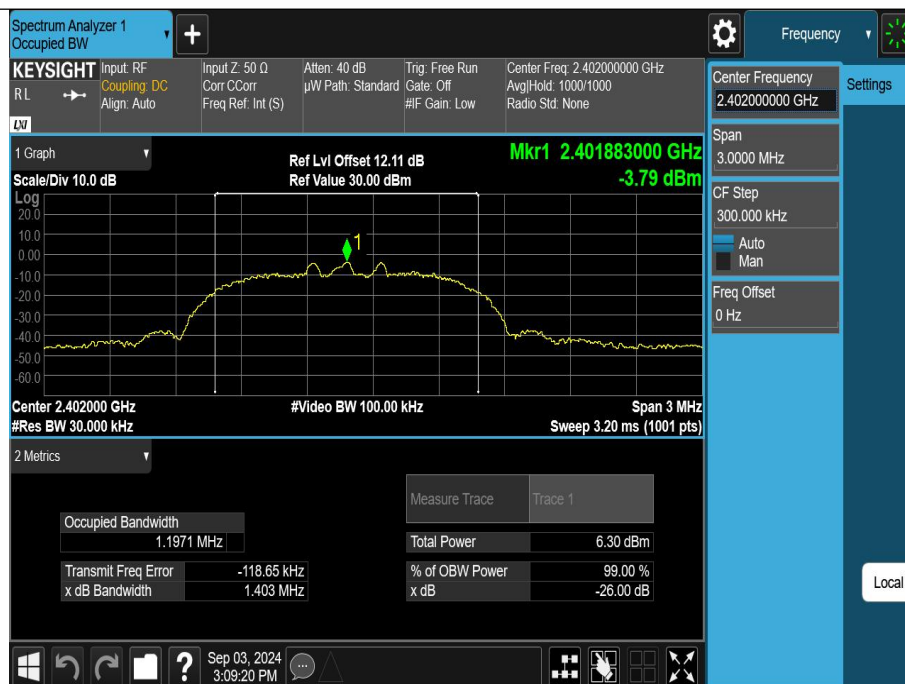 Spectrum Analyzer 1
Occupied BW
+
Frequency
KEYSIGHT
RL
LXI
Input: RF
Coupling: DC
Align: Auto
Input Z: 50 Ω
Corr CCorr
Freq Ref: Int (S)
Atten: 40 dB
µW Path: Standard
Trig: Free Run
Gate: Off
#IF Gain: Low
Center Freq: 2.402000000 GHz
Avg|Hold: 1000/1000
Radio Std: None
Center Frequency
2.402000000 GHz
Settings
Span
3.0000 MHz
CF Step
300.000 kHz
Auto
Man
Freq Offset
0 Hz
Local
1 Graph
Scale/Div 10.0 dB
Ref Lvl Offset 12.11 dB
Ref Value 30.00 dBm
Mkr1 2.401883000 GHz
-3.79 dBm
Log
20.0
10.0
0.00
-10.0
-20.0
-30.0
-40.0
-50.0
-60.0
1
Center 2.402000 GHz
#Res BW 30.000 kHz
#Video BW 100.00 kHz
Span 3 MHz
Sweep 3.20 ms (1001 pts)
2 Metrics
Measure Trace Trace 1
Occupied Bandwidth
1.1971 MHz
Total Power 6.30 dBm
Transmit Freq Error -118.65 kHz
% of OBW Power 99.00 %
x dB Bandwidth 1.403 MHz
x dB -26.00 dB
?
Sep 03, 2024
3:09:20 PM